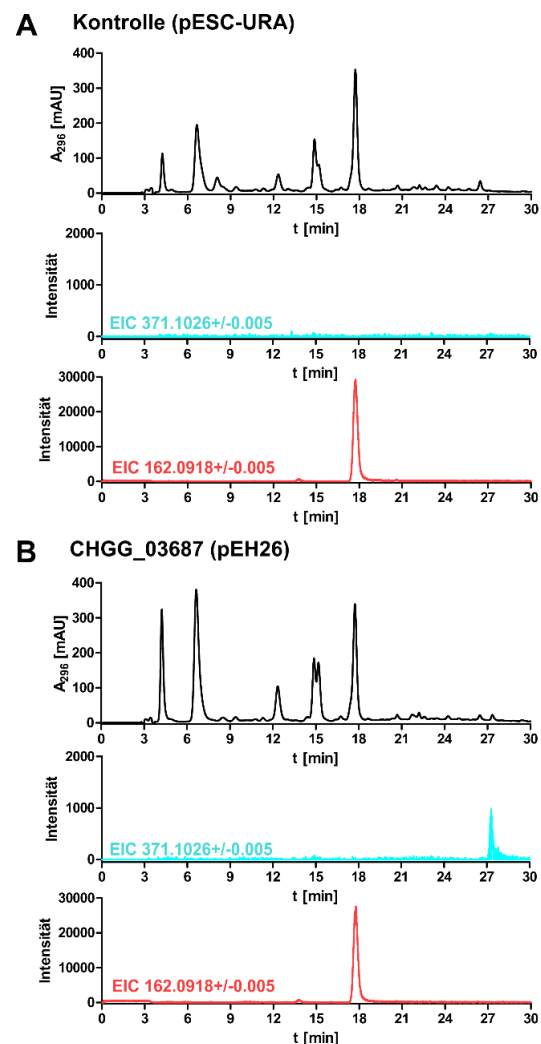 A Kontrolle (pESC-URA)
A296 [mAU]
400
300
200
100
0
0 3 6 9 12 15 18 21 24 27 30
t [min]
Intensität
2000
1000
0
EIC 371.1026+/-0.005
0 3 6 9 12 15 18 21 24 27 30
t [min]
Intensität
30000
20000
10000
0
EIC 162.0918+/-0.005
0 3 6 9 12 15 18 21 24 27 30
t [min]
B CHGG_03687 (pEH26)
A296 [mAU]
400
300
200
100
0
0 3 6 9 12 15 18 21 24 27 30
t [min]
Intensität
2000
1000
0
EIC 371.1026+/-0.005
0 3 6 9 12 15 18 21 24 27 30
t [min]
Intensität
30000
20000
10000
0
EIC 162.0918+/-0.005
0 3 6 9 12 15 18 21 24 27 30
t [min]